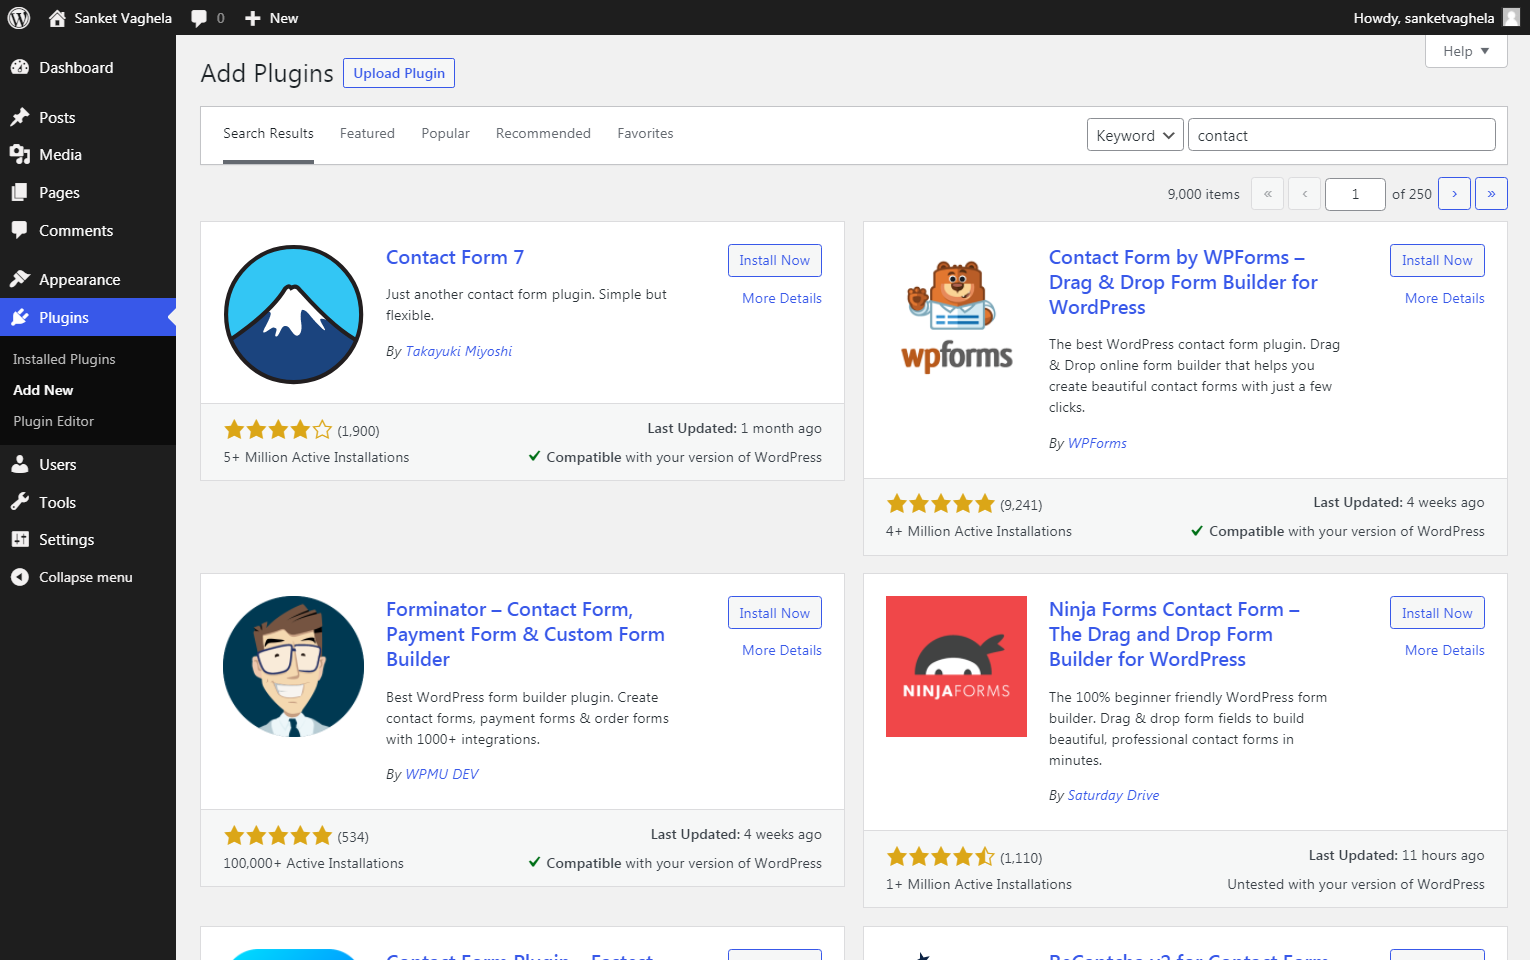 Sanket Vaghela
0
New
Howdy, sanketvaghela
Dashboard
Posts
Media
Pages
Comments
Appearance
Plugins
Installed Plugins
Add New
Plugin Editor
Users
Tools
Settings
Collapse menu
Help
Add Plugins
Upload Plugin
Search Results
Featured
Popular
Recommended
Favorites
Keyword
contact
9,000 items
«
‹
1
of 250
›
»
Contact Form 7
Install Now
More Details
Just another contact form plugin. Simple but
flexible.
By Takayuki Miyoshi
(1,900)
5+ Million Active Installations
Last Updated: 1 month ago
Compatible with your version of WordPress
wpforms
Contact Form by WPForms –
Drag & Drop Form Builder for
WordPress
Install Now
More Details
The best WordPress contact form plugin. Drag
& Drop online form builder that helps you
create beautiful contact forms with just a few
clicks.
By WPForms
(9,241)
4+ Million Active Installations
Last Updated: 4 weeks ago
Compatible with your version of WordPress
Forminator – Contact Form,
Payment Form & Custom Form
Builder
Install Now
More Details
Best WordPress form builder plugin. Create
contact forms, payment forms & order forms
with 1000+ integrations.
By WPMU DEV
(534)
100,000+ Active Installations
Last Updated: 4 weeks ago
Compatible with your version of WordPress
NINJAFORMS
Ninja Forms Contact Form –
The Drag and Drop Form
Builder for WordPress
Install Now
More Details
The 100% beginner friendly WordPress form
builder. Drag & drop form fields to build
beautiful, professional contact forms in
minutes.
By Saturday Drive
(1,110)
1+ Million Active Installations
Last Updated: 11 hours ago
Untested with your version of WordPress
Contact Form Plugin – Fastest
ReCaptcha v2 for Contact Form